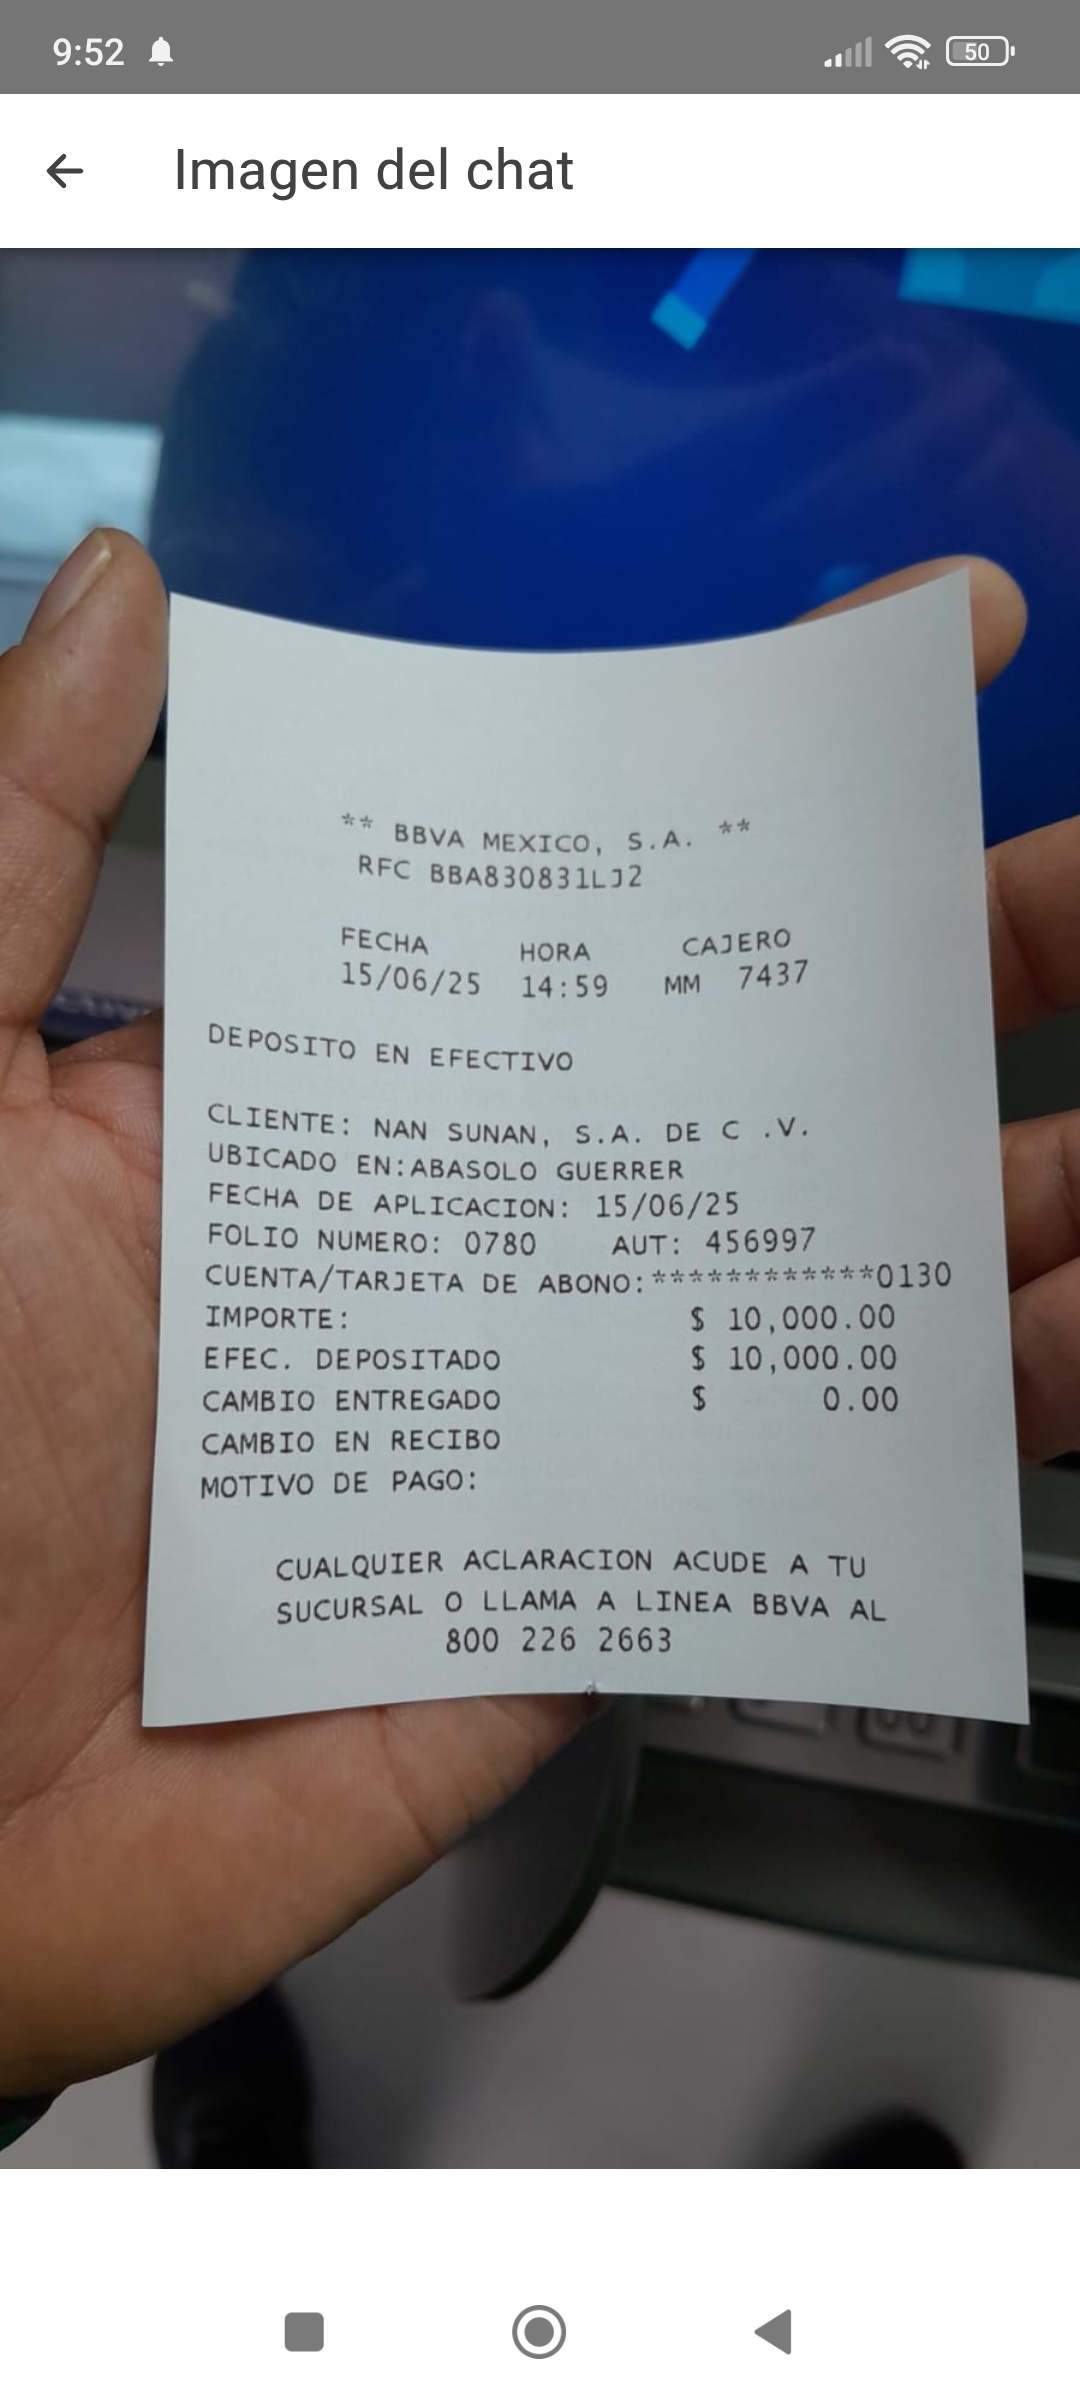 9:52
50
Imagen del chat
** BBVA MEXICO, S.A. **
RFC BBA830831LJ2
FECHA HORA CAJERO
15/06/25 14:59 MM 7437
DEPOSITO EN EFECTIVO
CLIENTE: NAN SUNAN, S.A. DE C .V.
UBICADO EN:ABASOLO GUERRER
FECHA DE APLICACION: 15/06/25
FOLIO NUMERO: 0780 AUT: 456997
CUENTA/TARJETA DE ABONO:************0130
IMPORTE: $ 10,000.00
EFEC. DEPOSITADO $ 10,000.00
CAMBIO ENTREGADO $ 0.00
CAMBIO EN RECIBO
MOTIVO DE PAGO:
CUALQUIER ACLARACION ACUDE A TU
SUCURSAL O LLAMA A LINEA BBVA AL
800 226 2663